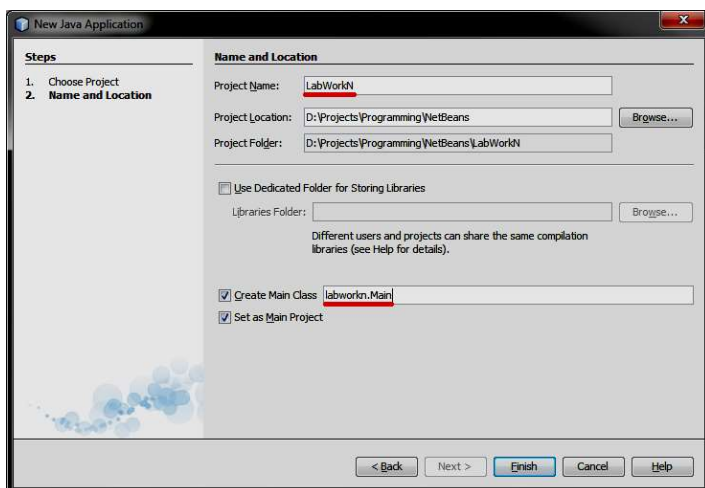 New Java Application
Steps
1. Choose Project
2. Name and Location
Name and Location
Project Name: LabWorkN
Project Location: D:\Projects\Programming\NetBeans Browse...
Project Folder: D:\Projects\Programming\NetBeans\LabWorkN
Use Dedicated Folder for Storing Libraries
Libraries Folder: Browse...
Different users and projects can share the same compilation
libraries (see Help for details).
Create Main Class labworkn.Main
Set as Main Project
< Back Next > Finish Cancel Help